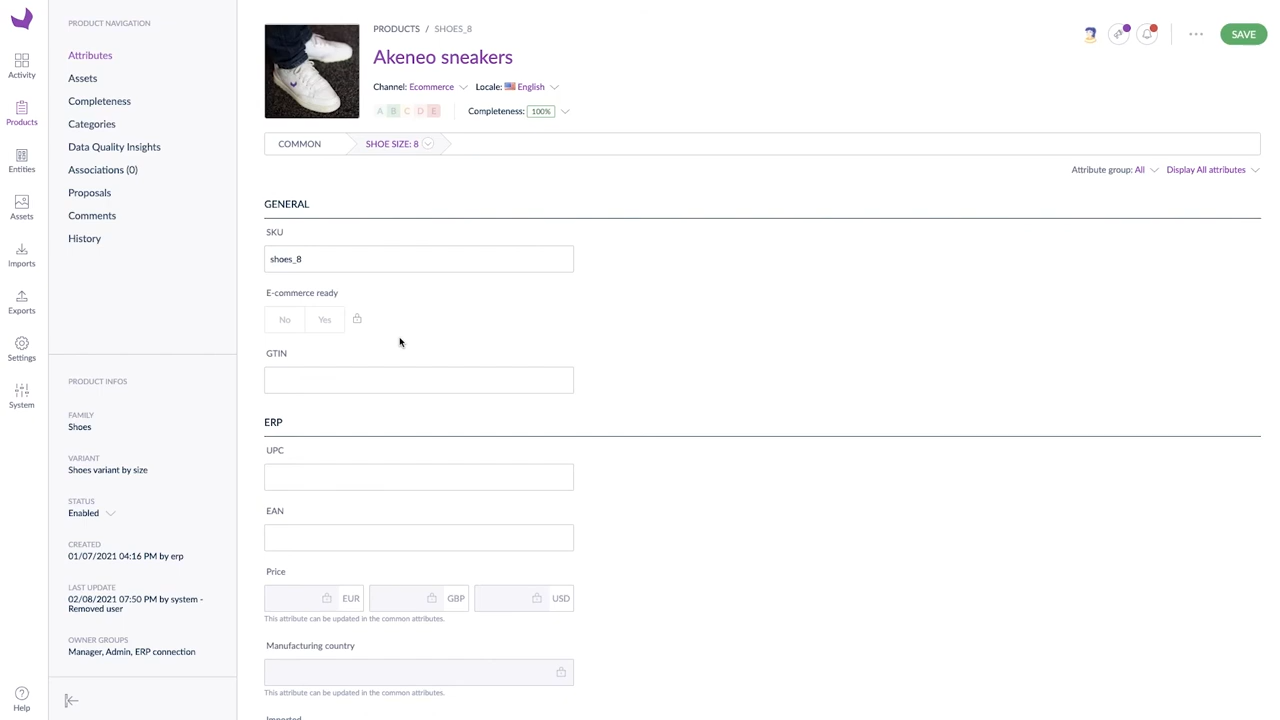 PRODUCT NAVIGATION
Attributes
Assets
Completeness
Categories
Data Quality Insights
Associations (0)
Proposals
Comments
History
PRODUCT INFOS
FAMILY
Shoes
VARIANT
Shoes variant by size
STATUS
Enabled
CREATED
01/07/2021 04:16 PM by erp
LAST UPDATE
02/08/2021 07:50 PM by system -
Removed user
OWNER GROUPS
Manager, Admin, ERP connection
Activity
Products
Entities
Assets
Imports
Exports
Settings
System
Help
PRODUCTS / SHOES_8
Akeneo sneakers
Channel: Ecommerce Locale: English
A B C D E Completeness: 100%
SAVE
COMMON SHOE SIZE: 8
Attribute group: All Display All attributes
GENERAL
SKU
shoes_8
E-commerce ready
No Yes
GTIN
ERP
UPC
EAN
Price
EUR GBP USD
This attribute can be updated in the common attributes.
Manufacturing country
This attribute can be updated in the common attributes.
Imported